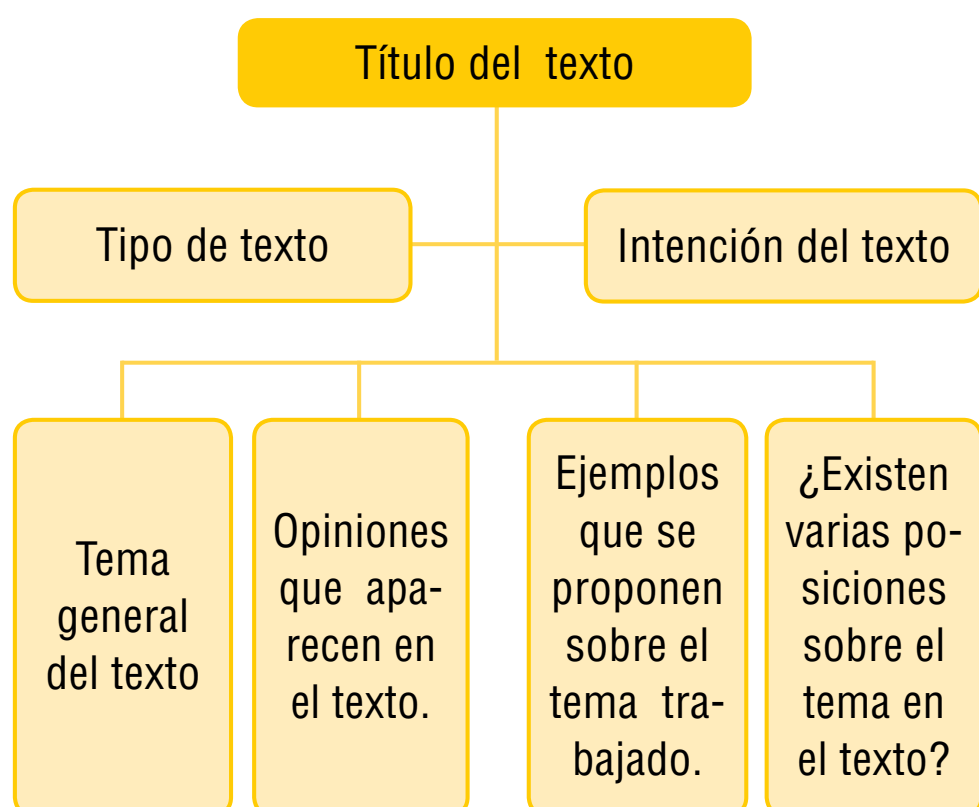 Título del texto
Tipo de texto
Intención del texto
Tema
general
del texto
Opiniones
que apa-
recen en
el texto.
Ejemplos
que se
proponen
sobre el
tema tra-
bajado.
¿Existen
varias po-
siciones
sobre el
tema en
el texto?